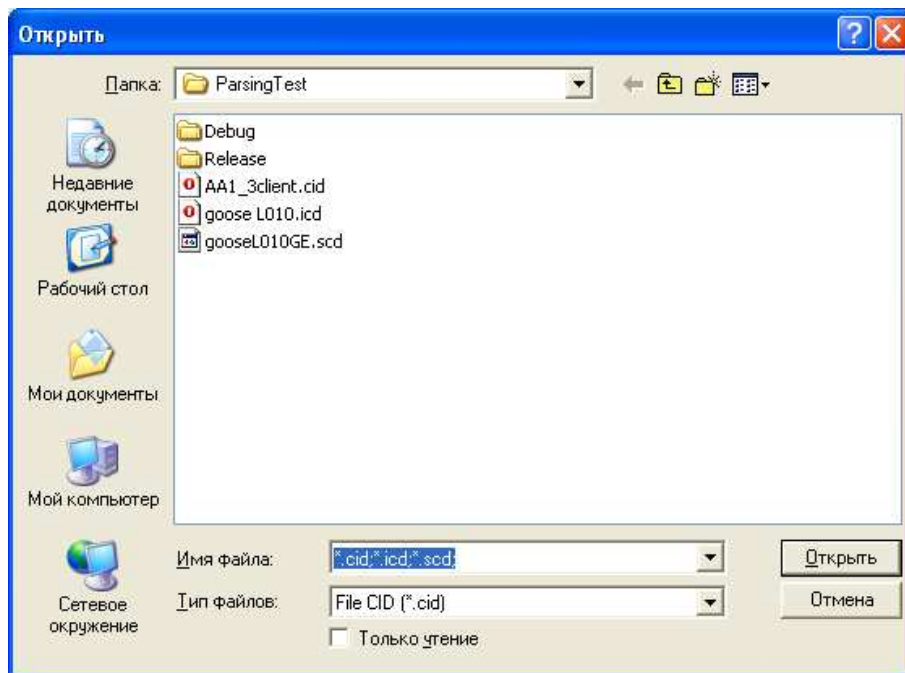 Открыть
Папка: ParsingTest
Debug
Release
AA1_3client.cid
goose L010.icd
gooseL010GE.scd
Недавние
документы
Рабочий стол
Мои документы
Мой компьютер
Сетевое
окружение
Имя файла: *.cid;*.icd;*.scd; Открыть
Тип файлов: File CID (*.cid) Отмена
Только чтение